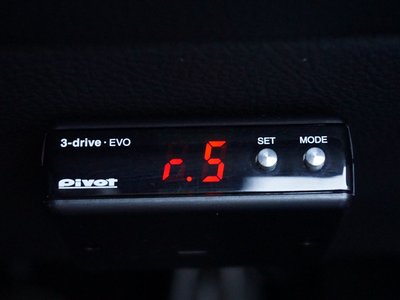 3-drive · EVO
SET
MODE
r.5
Pivot